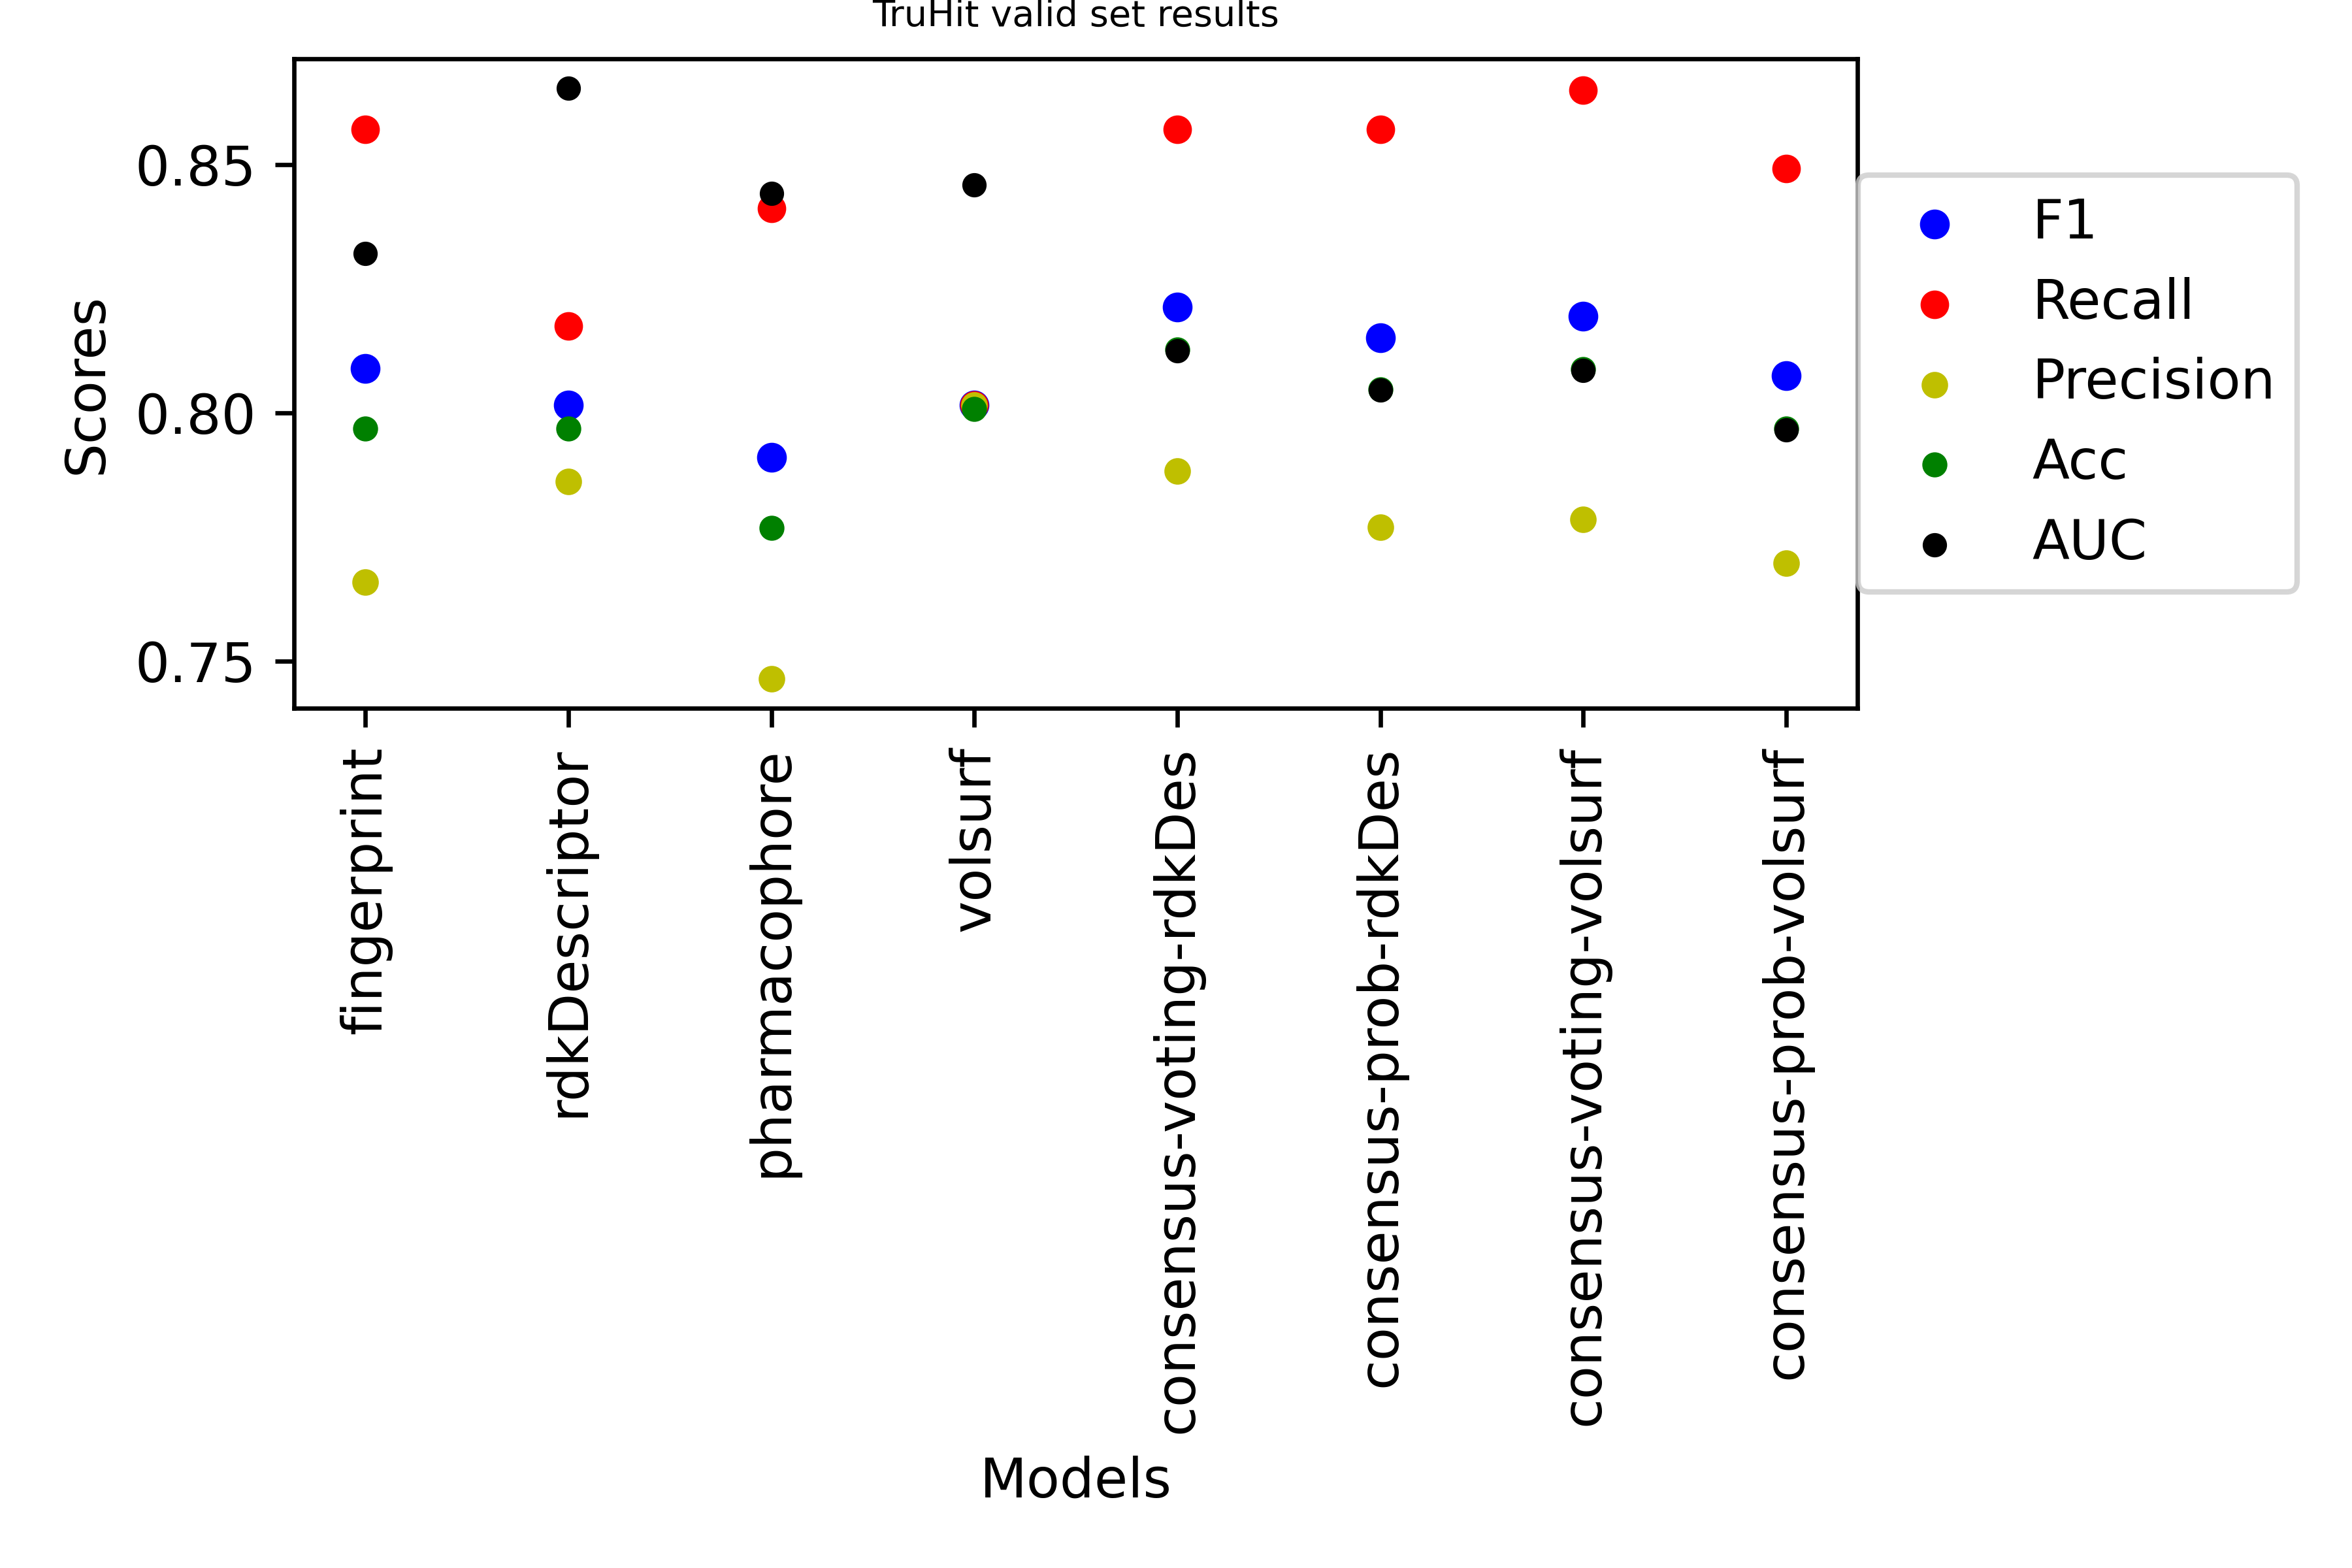 TruHit valid set results
Scores
0.85
0.80
0.75
F1
Recall
Precision
Acc
AUC
fingerprint
rdkDescriptor
pharmacophore
volsurf
consensus-voting-rdkDes
consensus-prob-rdkDes
consensus-voting-volsurf
consensus-prob-volsurf
Models